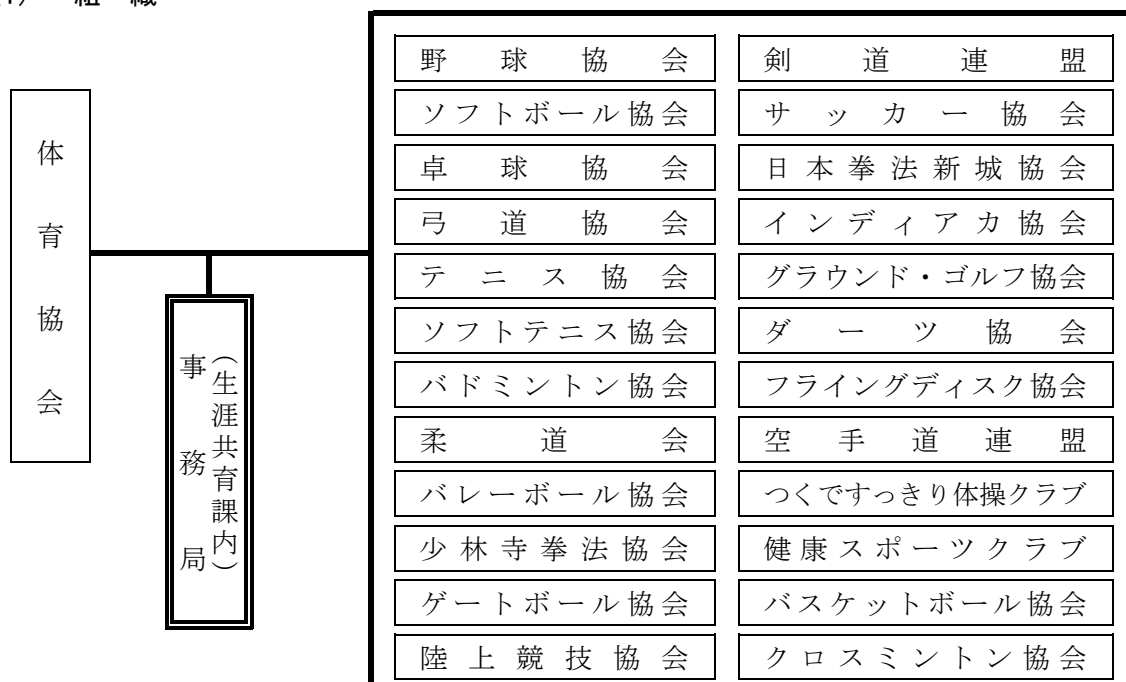 組 織
体育協会
事務局
(生涯共育課内)
野球協会
ソフトボール協会
卓球協会
弓道協会
テニス協会
ソフトテニス協会
バドミントン協会
柔道会
バレーボール協会
少林寺拳法協会
ゲートボール協会
陸上競技協会
剣道連盟
サッカー協会
日本拳法新城協会
インディアカ協会
グラウンド・ゴルフ協会
ダーツ協会
フライングディスク協会
空手道連盟
つくですっきり体操クラブ
健康スポーツクラブ
バスケットボール協会
クロスミントン協会